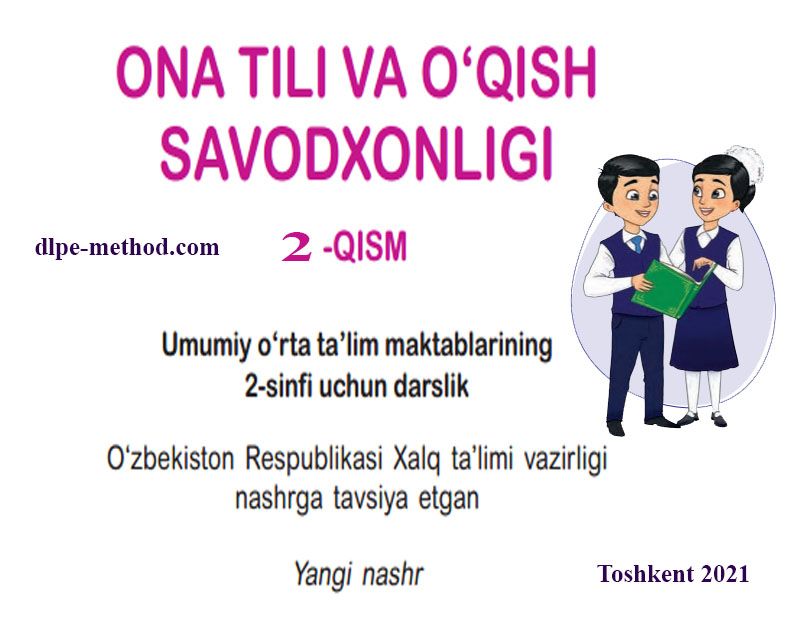 ONA TILI VA O‘QISH
SAVODXONLIGI
dlpe-method.com
2 -QISM
Umumiy o‘rta ta’lim maktablarining
2-sinfi uchun darslik
O‘zbekiston Respublikasi Xalq ta’limi vazirligi
nashrga tavsiya etgan
Yangi nashr
Toshkent 2021